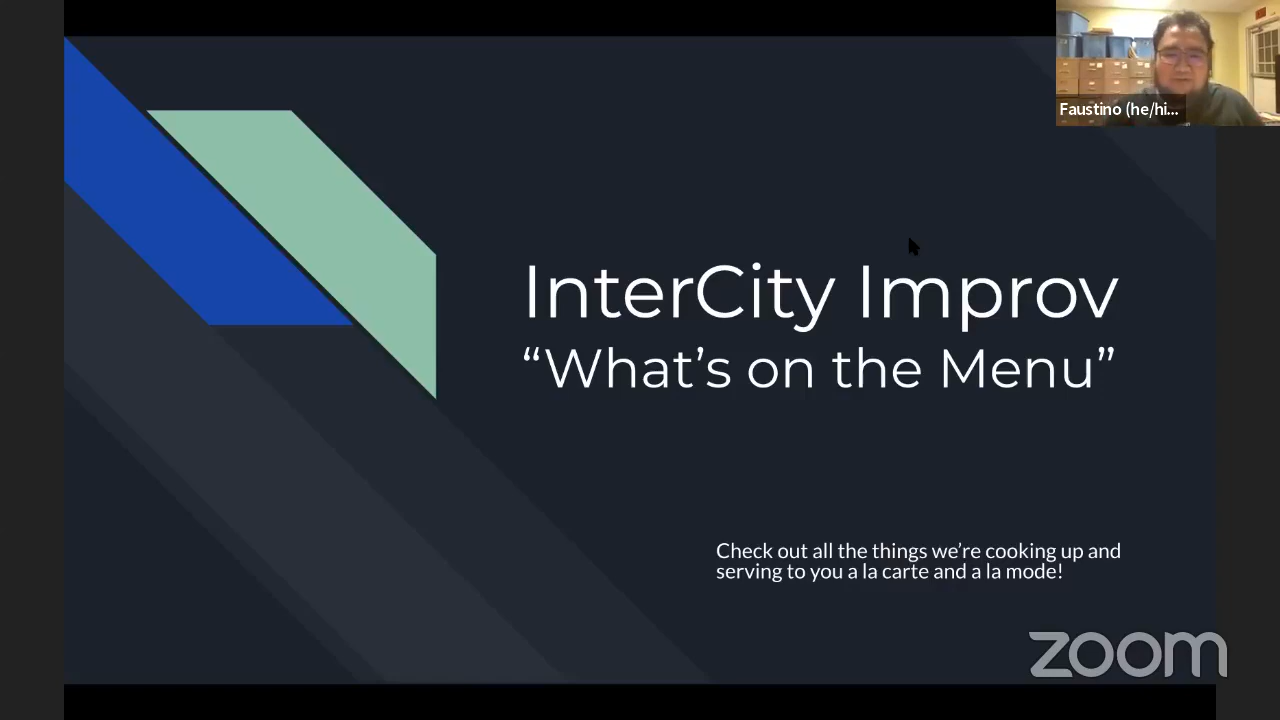 Faustino (he/hi...
InterCity Improv
“What’s on the Menu”
Check out all the things we’re cooking up and
serving to you a la carte and a la mode!
zoom